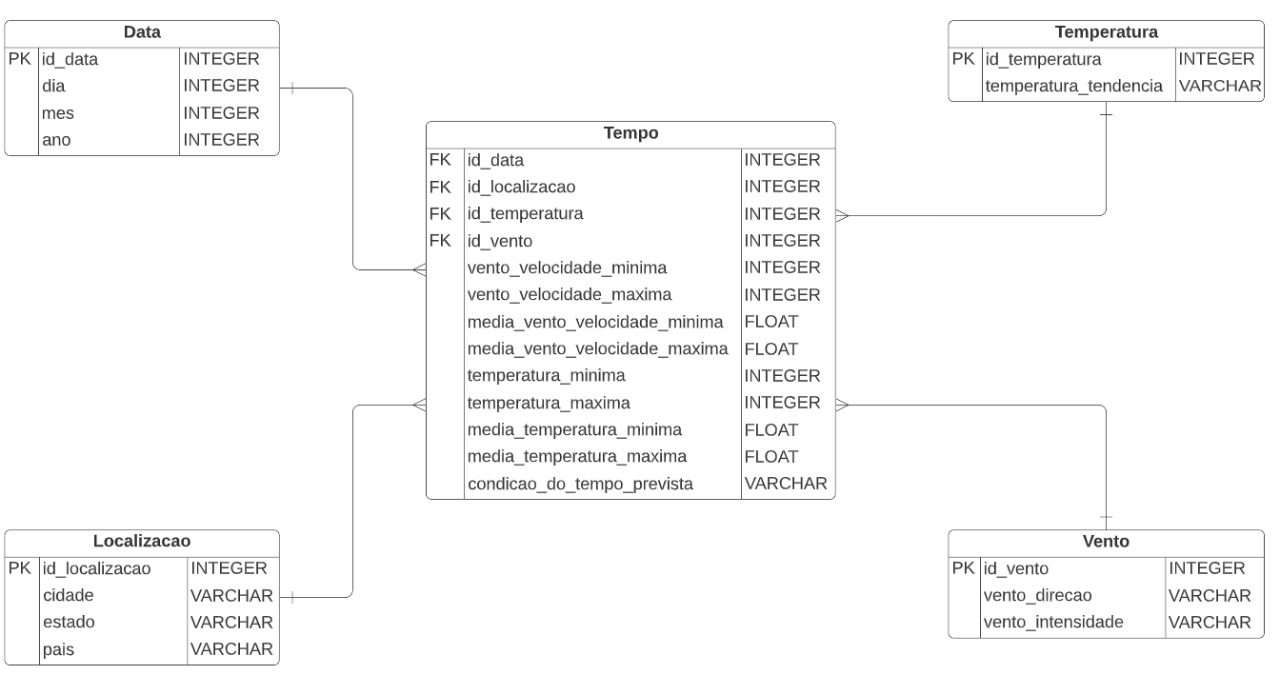 Data
PK id_data INTEGER
dia INTEGER
mes INTEGER
ano INTEGER
Temperatura
PK id_temperatura INTEGER
temperatura_tendencia VARCHAR
Tempo
FK id_data INTEGER
FK id_localizacao INTEGER
FK id_temperatura INTEGER
FK id_vento INTEGER
vento_velocidade_minima INTEGER
vento_velocidade_maxima INTEGER
media_vento_velocidade_minima FLOAT
media_vento_velocidade_maxima FLOAT
temperatura_minima INTEGER
temperatura_maxima INTEGER
media_temperatura_minima FLOAT
media_temperatura_maxima FLOAT
condicao_do_tempo_prevista VARCHAR
Localizacao
PK id_localizacao INTEGER
cidade VARCHAR
estado VARCHAR
pais VARCHAR
Vento
PK id_vento INTEGER
vento_direcao VARCHAR
vento_intensidade VARCHAR